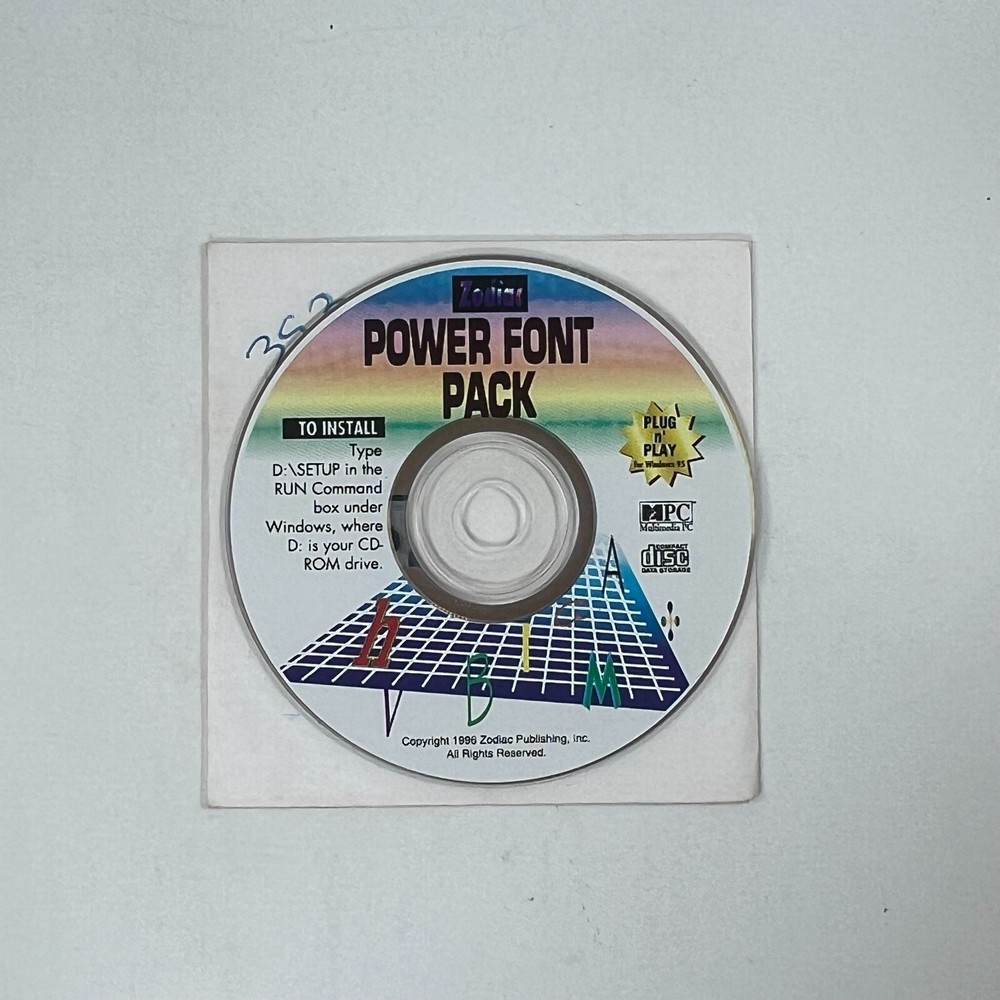 352
Zodiac
POWER FONT
PACK
TO INSTALL
Type
D:\SETUP in the
RUN Command
box under
Windows, where
D: is your CD-
ROM drive.
PLUG
n'
PLAY
for Windows 95
MPC
Multimedia PC
COMPACT
disc
DATA STORAGE
A
h
I
B
M
V
Copyright 1996 Zodiac Publishing, Inc.
All Rights Reserved.